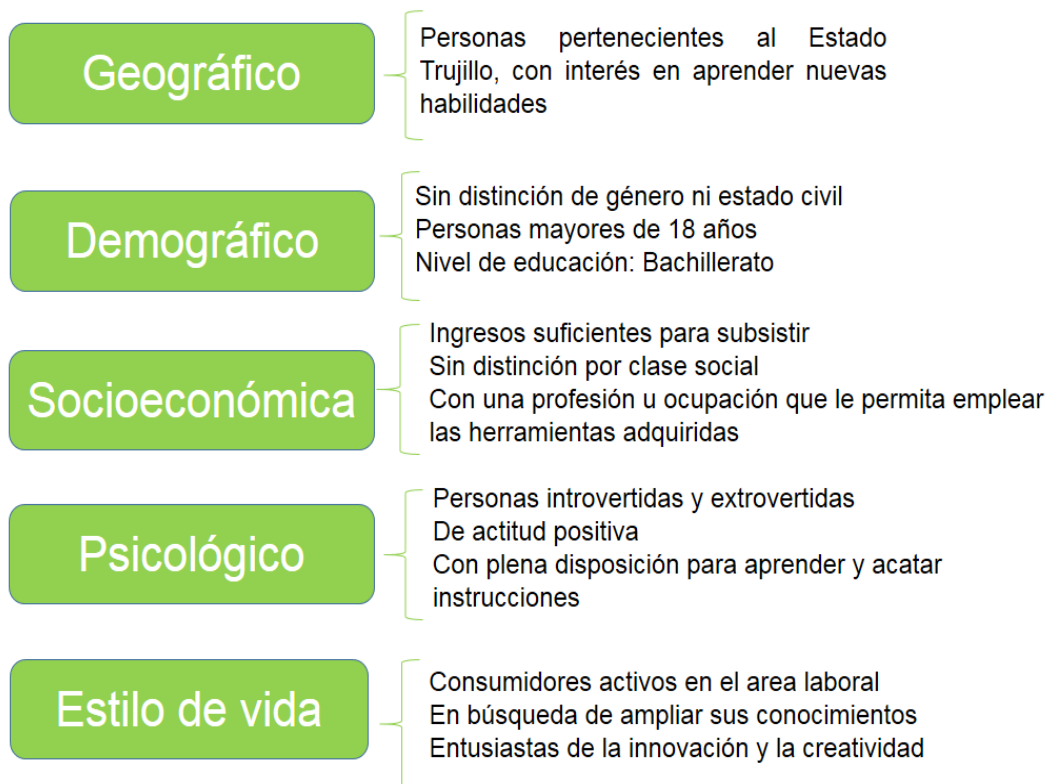 Geográfico
Personas pertenecientes al Estado
Trujillo, con interés en aprender nuevas
habilidades
Demográfico
Sin distinción de género ni estado civil
Personas mayores de 18 años
Nivel de educación: Bachillerato
Socioeconómica
Ingresos suficientes para subsistir
Sin distinción por clase social
Con una profesión u ocupación que le permita emplear
las herramientas adquiridas
Psicológico
Personas introvertidas y extrovertidas
De actitud positiva
Con plena disposición para aprender y acatar
instrucciones
Estilo de vida
Consumidores activos en el area laboral
En búsqueda de ampliar sus conocimientos
Entusiastas de la innovación y la creatividad